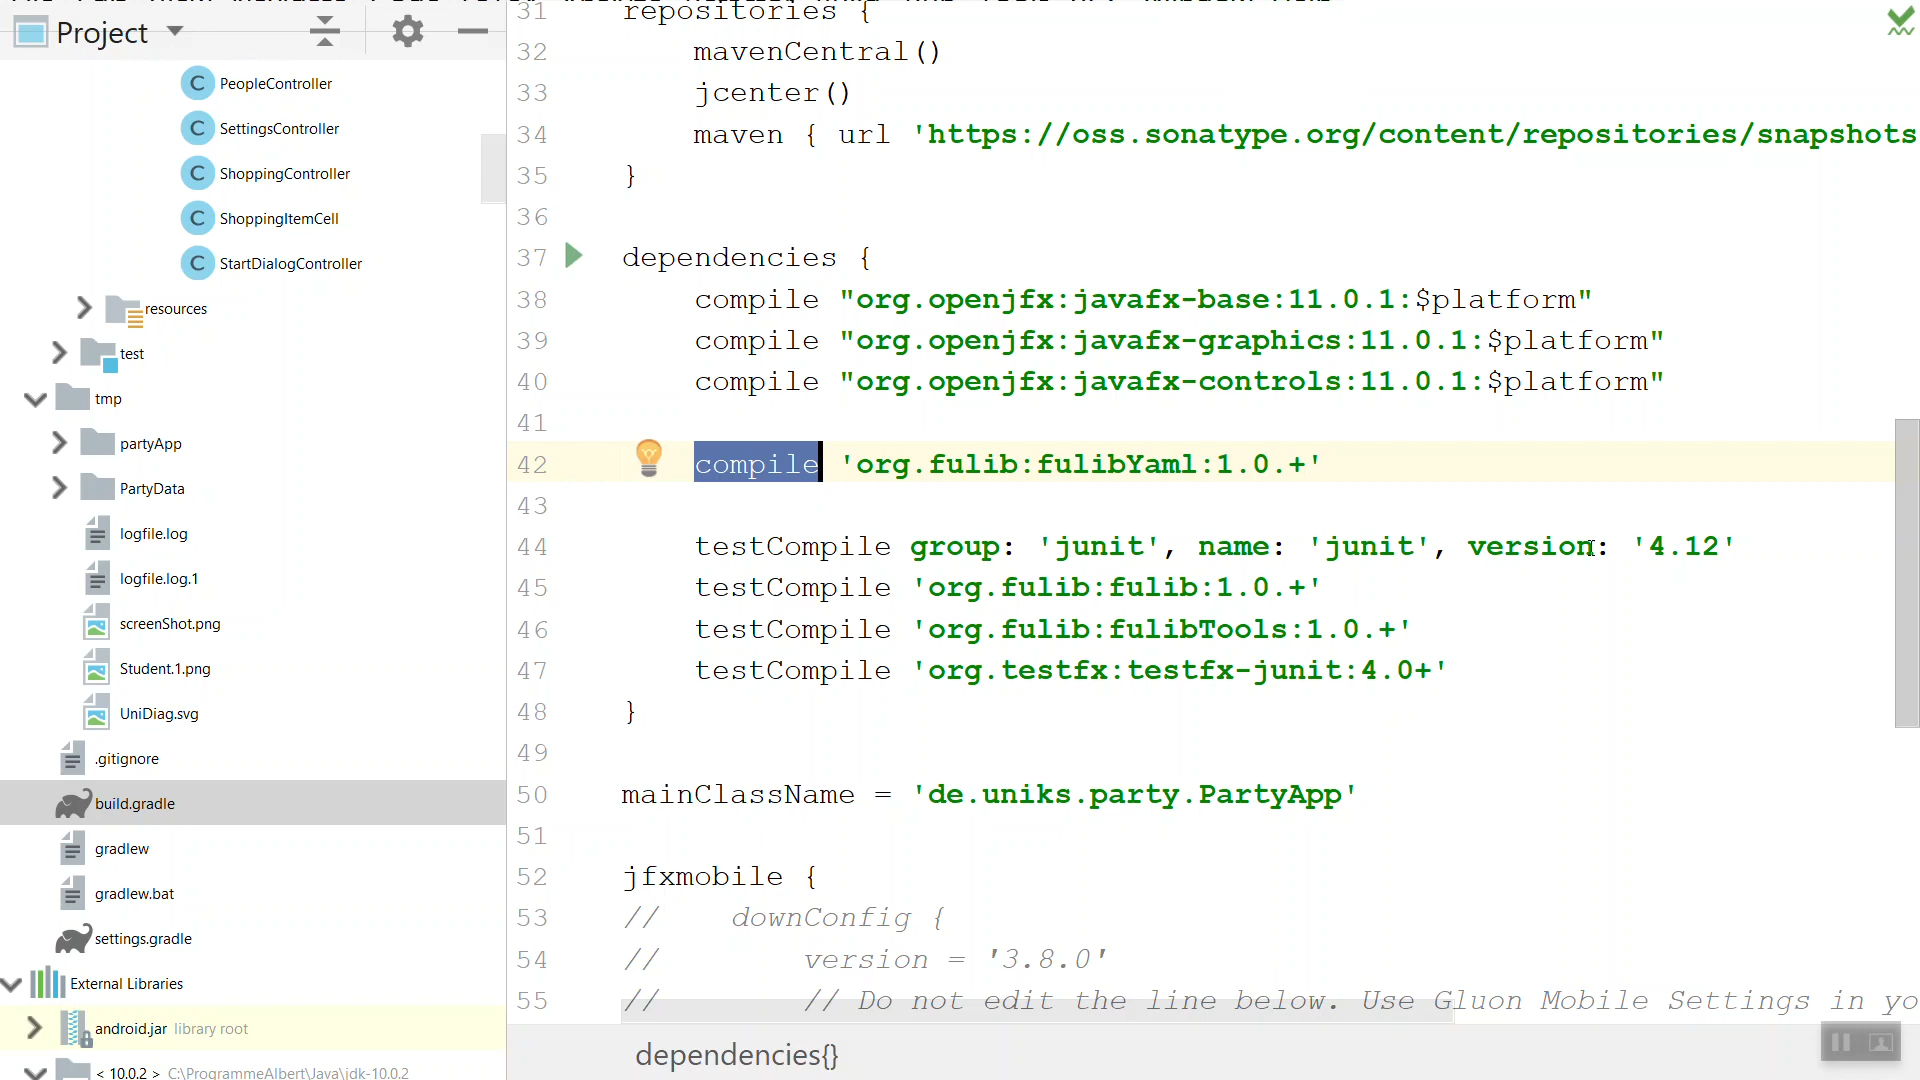 Project
PeopleController
SettingsController
ShoppingController
ShoppingItemCell
StartDialogController
resources
test
tmp
partyApp
PartyData
logfile.log
logfile.log.1
screenShot.png
Student.1.png
UniDiag.svg
.gitignore
build.gradle
gradlew
gradlew.bat
settings.gradle
External Libraries
android.jar library root
< 10.0.2 > C:\ProgrammeAlbert\Java\jdk-10.0.2
31 repositories {
32 mavenCentral()
33 jcenter()
34 maven { url 'https://oss.sonatype.org/content/repositories/snapshots
35 }
36
37 dependencies {
38 compile "org.openjfx:javafx-base:11.0.1:$platform"
39 compile "org.openjfx:javafx-graphics:11.0.1:$platform"
40 compile "org.openjfx:javafx-controls:11.0.1:$platform"
41
42 compile 'org.fulib:fulibYaml:1.0.+'
43
44 testCompile group: 'junit', name: 'junit', version: '4.12'
45 testCompile 'org.fulib:fulib:1.0.+'
46 testCompile 'org.fulib:fulibTools:1.0.+'
47 testCompile 'org.testfx:testfx-junit:4.0+'
48 }
49
50 mainClassName = 'de.uniks.party.PartyApp'
51
52 jfxmobile {
53 // downConfig {
54 // version = '3.8.0'
55 // // Do not edit the line below. Use Gluon Mobile Settings in yo
dependencies{}